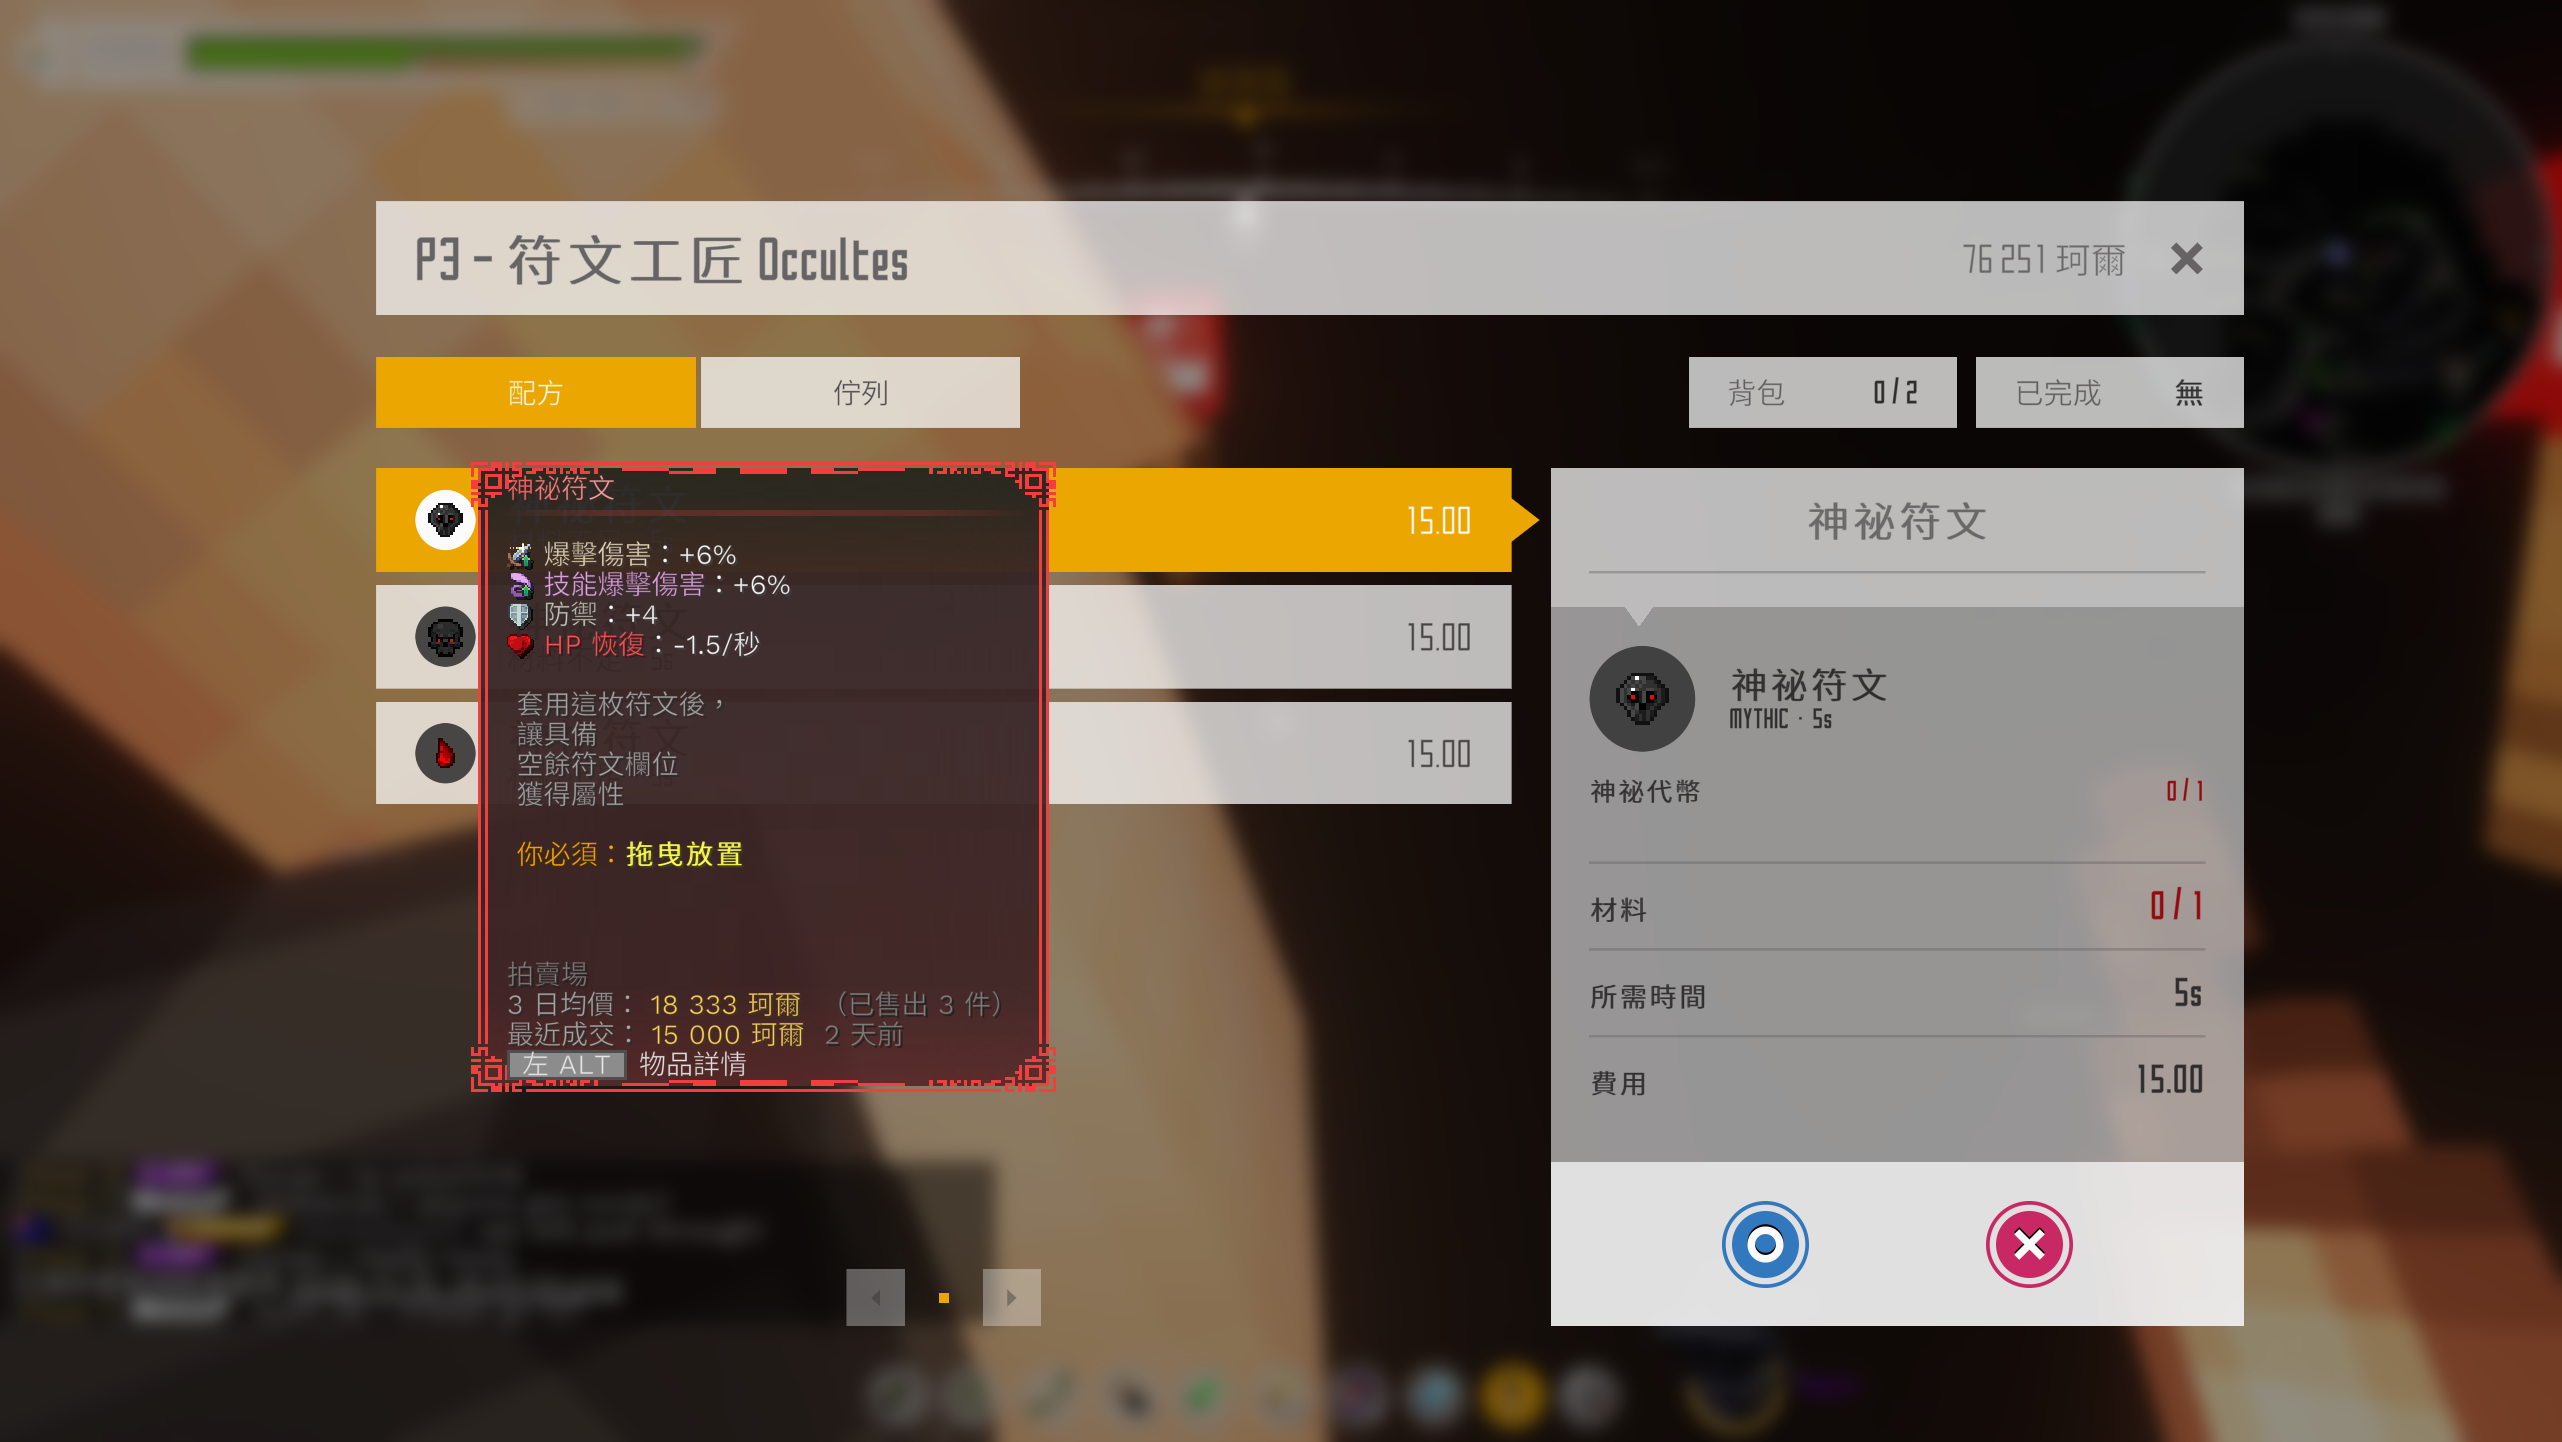 P3 - 符文工匠 Occultes
76 251 珂爾
配方
佇列
背包 0/2
已完成 無
神祕符文
爆擊傷害：+6%
技能爆擊傷害：+6%
防禦：+4
HP 恢復：-1.5/秒
套用這枚符文後，
讓具備
空餘符文欄位
獲得屬性
你必須：拖曳放置
拍賣場
3 日均價： 18 333 珂爾 （已售出 3 件）
最近成交： 15 000 珂爾 2 天前
左 ALT 物品詳情
15.00
15.00
15.00
神祕符文
神祕符文
MYTHIC · 5s
神祕代幣 0/1
材料 0/1
所需時間 5s
費用 15.00